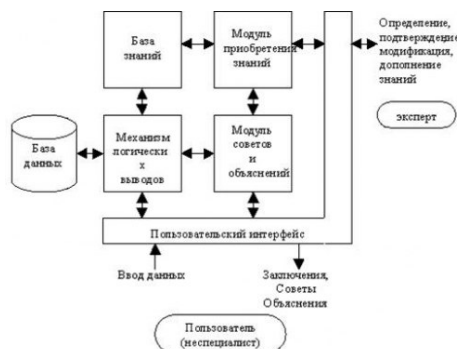 База
знаний
Модуль
приобретения
знаний
Определение,
подтверждение
модификация,
дополнение
знаний
эксперт
База
данных
Механизм
логически
х
выводов
Модуль
советов
и
объяснений
Пользовательский интерфейс
Ввод данных
Заключения,
Советы
Объяснения
Пользователь
(неспециалист)